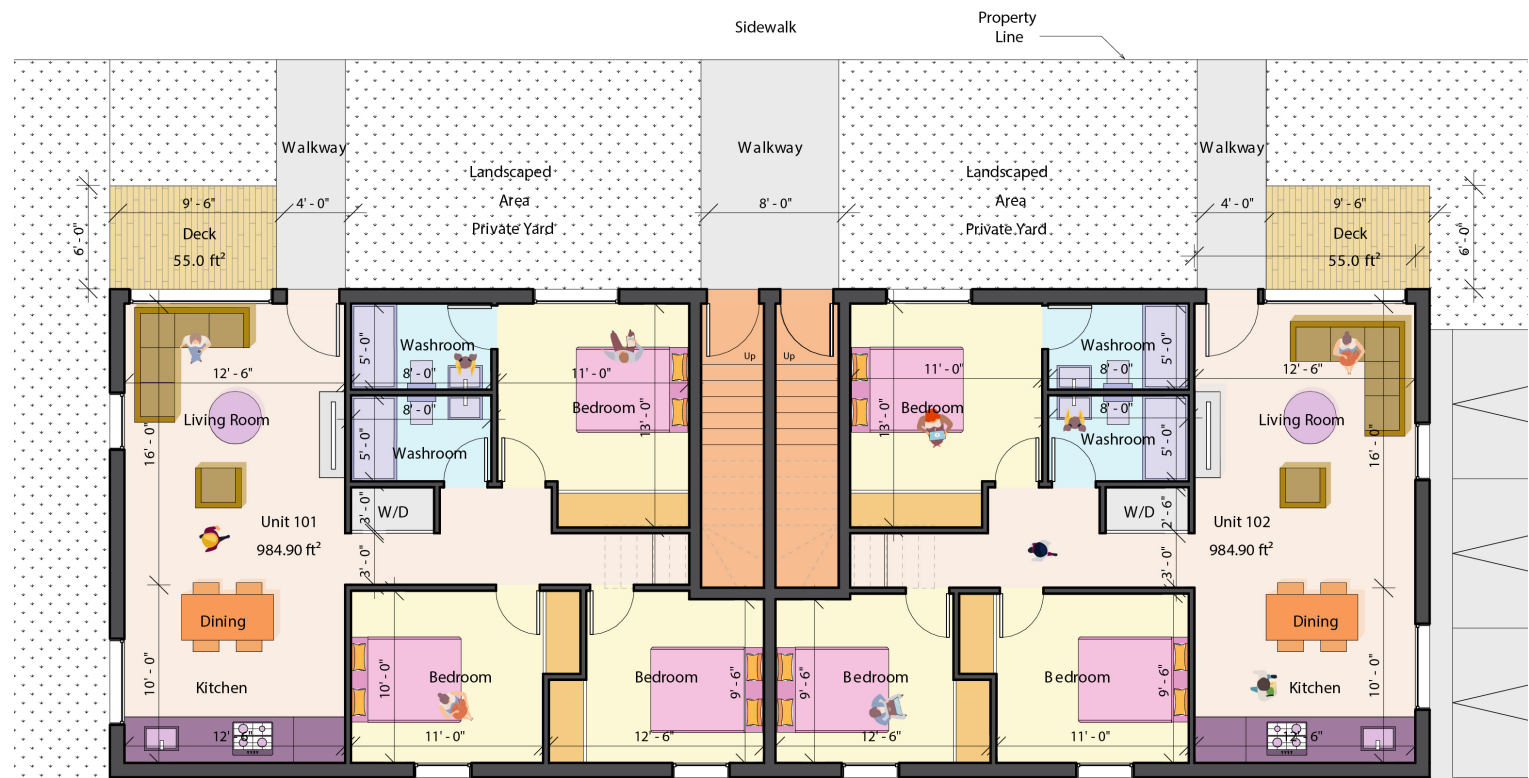 Sidewalk
Property
Line
Walkway
Walkway
Walkway
Landscaped
Area
Private Yard
Landscaped
Area
Private Yard
9' - 6"
4' - 0"
8' - 0"
4' - 0"
9' - 6"
6' - 0"
Deck
55.0 ft²
Deck
55.0 ft²
6' - 0"
5' - 0"
Washroom
8' - 0"
12' - 6"
11' - 0"
Up
Up
11' - 0"
Washroom
8' - 0"
5' - 0"
12' - 6"
Living Room
16' - 0"
8' - 0"
5' - 0"
Washroom
Bedroom
13' - 0"
13' - 0"
Bedroom
8' - 0"
Washroom
5' - 0"
Living Room
16' - 0"
Unit 101
984.90 ft²
3' - 0"
W/D
3' - 0"
W/D
2' - 6"
3' - 0"
Unit 102
984.90 ft²
Dining
Dining
10' - 0"
Kitchen
10' - 0"
Bedroom
Bedroom
9' - 6"
9' - 6"
Bedroom
Bedroom
9' - 6"
Kitchen
10' - 0"
12' - 6"
11' - 0"
12' - 6"
12' - 6"
11' - 0"
12' - 6"